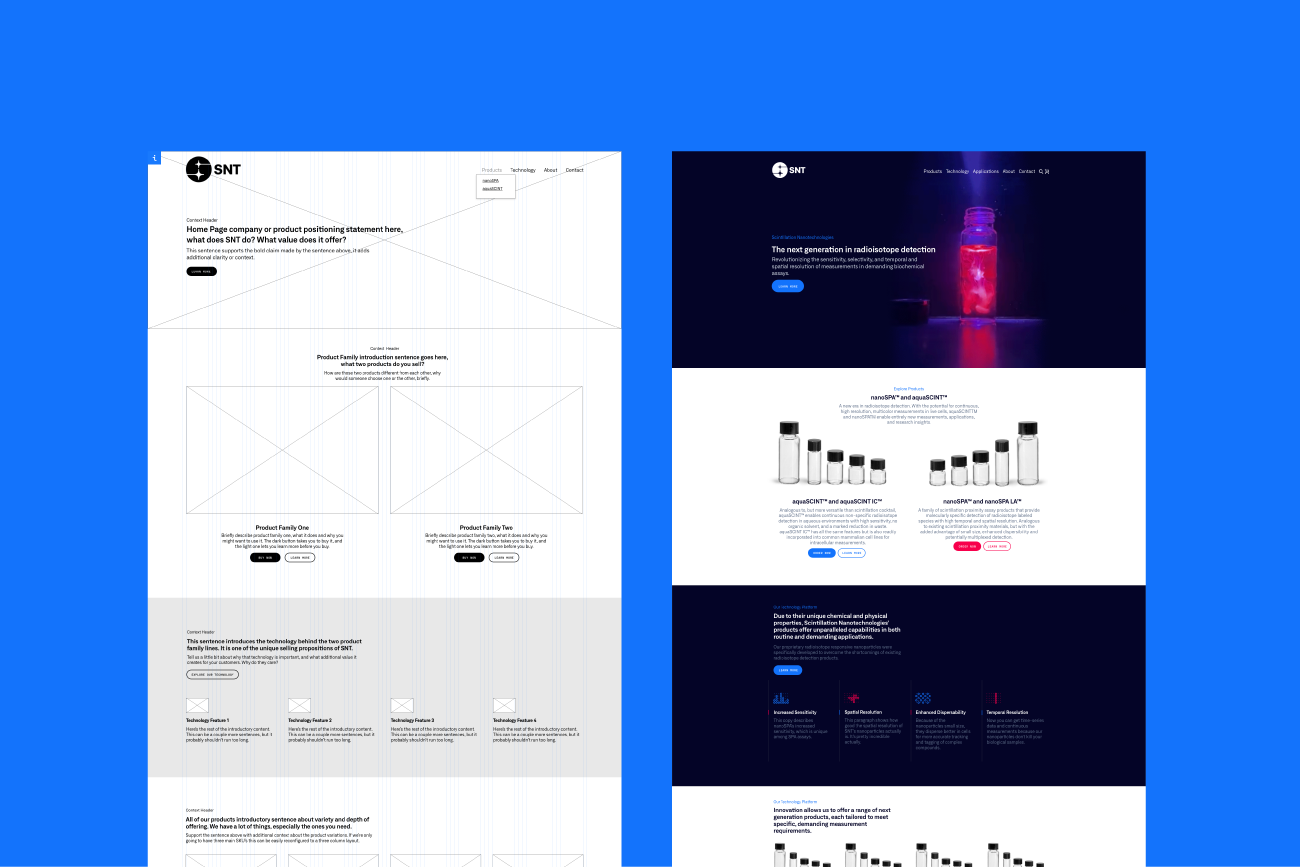 i
SNT
Products Technology About Contact
nanoSPA
aquaSCINT
Context Header
Home Page company or product positioning statement here,
what does SNT do? What value does it offer?
This sentence supports the bold claim made by the sentence above, it adds
additional clarity or context.
LEARN MORE
Context Header
Product Family introduction sentence goes here,
what two products do you sell?
How are these two products different from each other, why
would someone choose one or the other, briefly.
Product Family One
Briefly describe product family one, what it does and why you
might want to use it. The dark button takes you to buy it, and
the light one lets you learn more before you buy.
BUY NOW LEARN MORE
Product Family Two
Briefly describe product family two, what it does and why you
might want to use it. The dark button takes you to buy it, and
the light one lets you learn more before you buy.
BUY NOW LEARN MORE
Context Header
This sentence introduces the technology behind the two product
family lines. It is one of the unique selling propositions of SNT.
Tell us a little bit about why that technology is important, and what additional value it
creates for your customers. Why do they care?
EXPLORE OUR TECHNOLOGY
Technology Feature 1
Here's the rest of the introductory content.
This can be a couple more sentences, but it
probably shouldn't run too long.
Technology Feature 2
Here's the rest of the introductory content.
This can be a couple more sentences, but it
probably shouldn't run too long.
Technology Feature 3
Here's the rest of the introductory content.
This can be a couple more sentences, but it
probably shouldn't run too long.
Technology Feature 4
Here's the rest of the introductory content.
This can be a couple more sentences, but it
probably shouldn't run too long.
Context Header
All of our products introductory sentence about variety and depth of
offering. We have a lot of things, especially the ones you need.
Support the sentence above with additional context about the product variations. If we're only
going to have three main SKU's this can be easily reconfigured to a three column layout.
SNT
Products Technology Applications About Contact
Scintillation Nanotechnologies
The next generation in radioisotope detection
Revolutionizing the sensitivity, selectivity, and temporal and
spatial resolution of measurements in demanding biochemical
assays.
LEARN MORE
Explore Products
nanoSPA™ and aquaSCINT™
A new era in radioisotope detection. With the potential for continuous,
high resolution, multicolor measurements in live cells, aquaSCINTTM
and nanoSPATM enable entirely new measurements, applications,
and research insights
aquaSCINT™ and aquaSCINT IC™
Analogous to, but more versatile than scintillation cocktail,
aquaSCINT™ enables continuous non-specific radioisotope
detection in aqueous environments with high sensitivity, no
organic solvent, and a marked reduction in waste.
aquaSCINT IC™ has all the same features but is also readily
incorporated into common mammalian cell lines for
intracellular measurements.
ORDER NOW LEARN MORE
nanoSPA™ and nanoSPA LA™
A family of scintillation proximity assay products that provide
molecularly specific detection of radioisotope labeled
species with high temporal and spatial resolution. Analogous
to existing scintillation proximity materials, but with the
added advantage of small size, enhanced dispersibility and
potentially multiplexed detection.
ORDER NOW LEARN MORE
Our Technology Platform
Due to their unique chemical and physical
properties, Scintillation Nanotechnologies'
products offer unparalleled capabilities in both
routine and demanding applications.
Our proprietary radioisotope responsive nanoparticles were
specifically developed to overcome the shortcomings of existing
radioisotope detection products.
LEARN MORE
Increased Sensitivity
This copy describes
nanoSPA's increased
sensitivity, which is unique
among SPA assays.
Spatial Resolution
This paragraph shows how
good the spatial resolution of
SNT's nanoparticles actually
is. It's pretty incredible
actually.
Enhanced Dispersability
Because of the
nanoparticles small size,
they disperse better in cells
for more accurate tracking
and tagging of complex
compounds.
Temporal Resolution
Now you can get time-series
data and continuous
measurements because our
nanoparticles don't kill your
biological samples.
Our Technology Platform
Innovation allows us to offer a range of next
generation products, each tailored to meet
specific, demanding measurement
requirements.